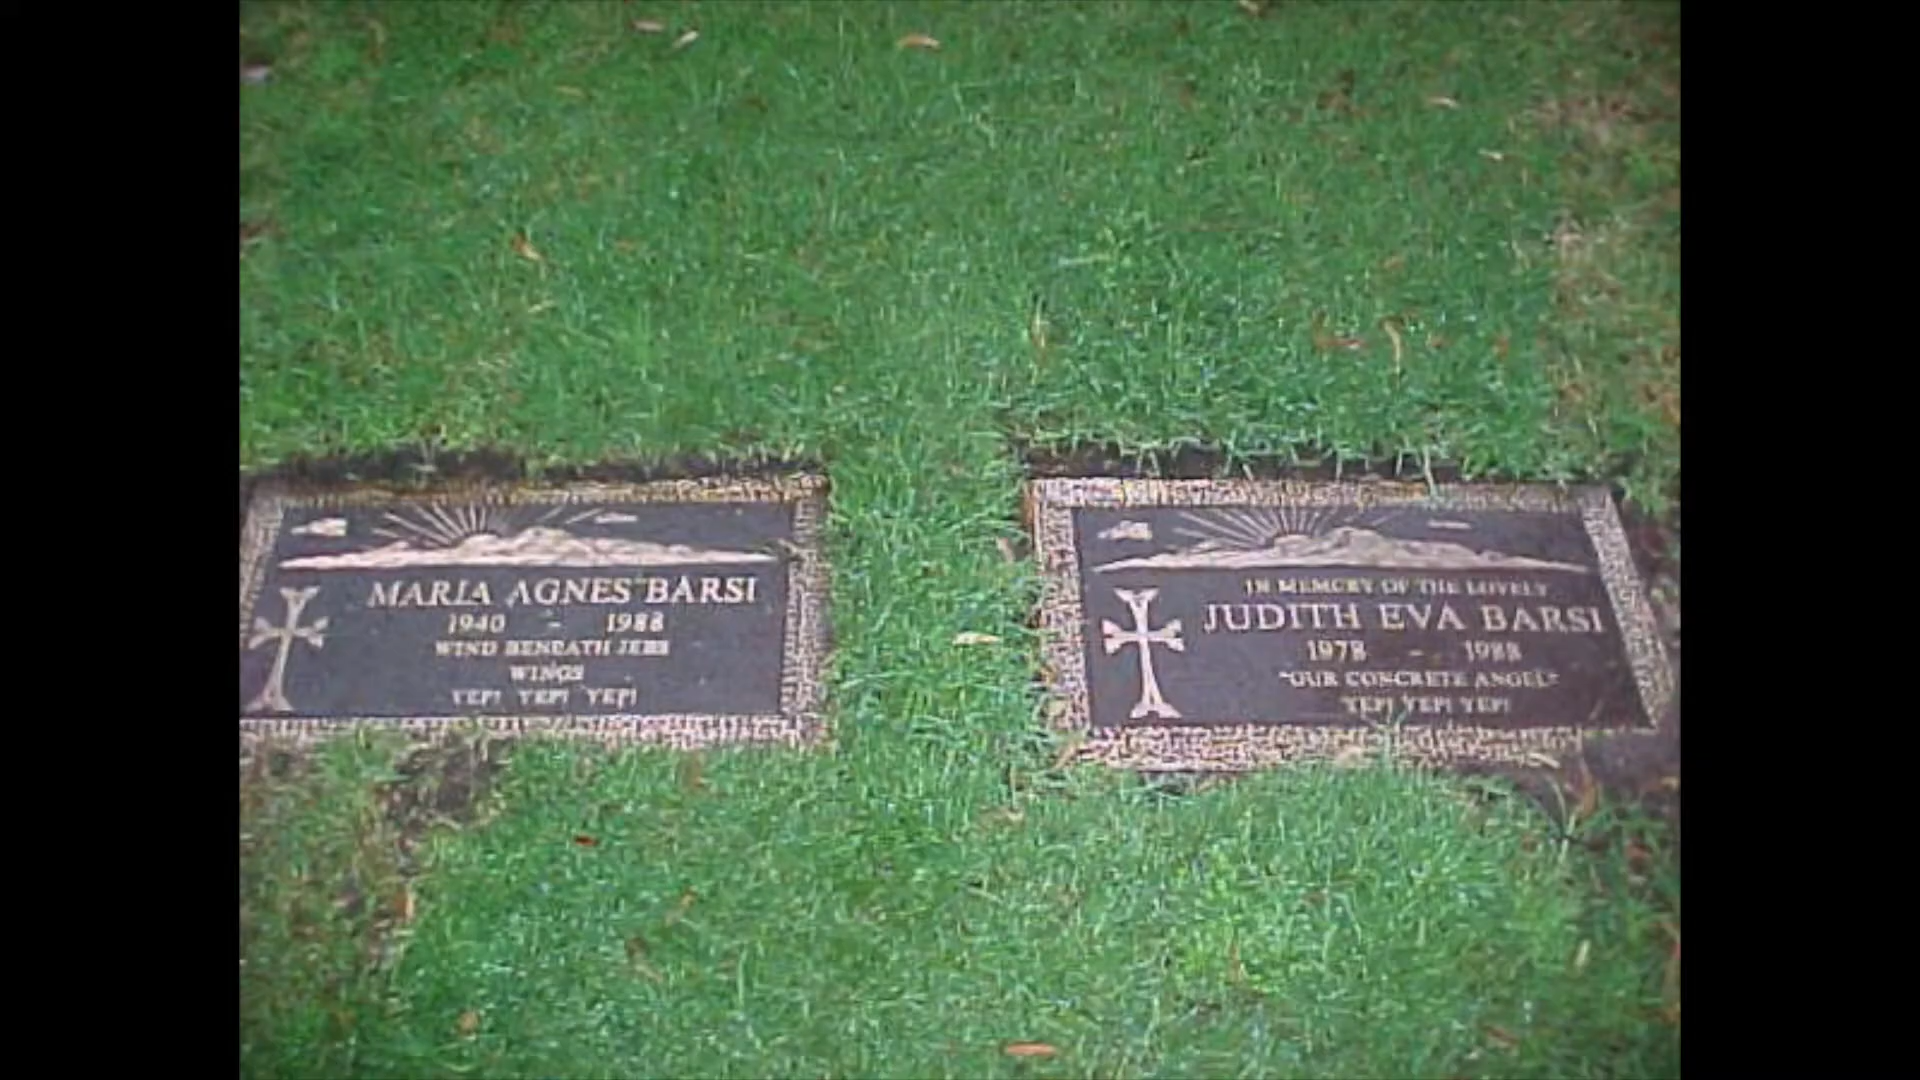 MARIA AGNES BARSI
1940 - 1988
WIND BENEATH JEBS
WINGS
YEP! YEP! YEP!
IN MEMORY OF THE LOVELY
JUDITH EVA BARSI
1978 - 1988
"OUR CONCRETE ANGEL"
YEP! YEP! YEP!